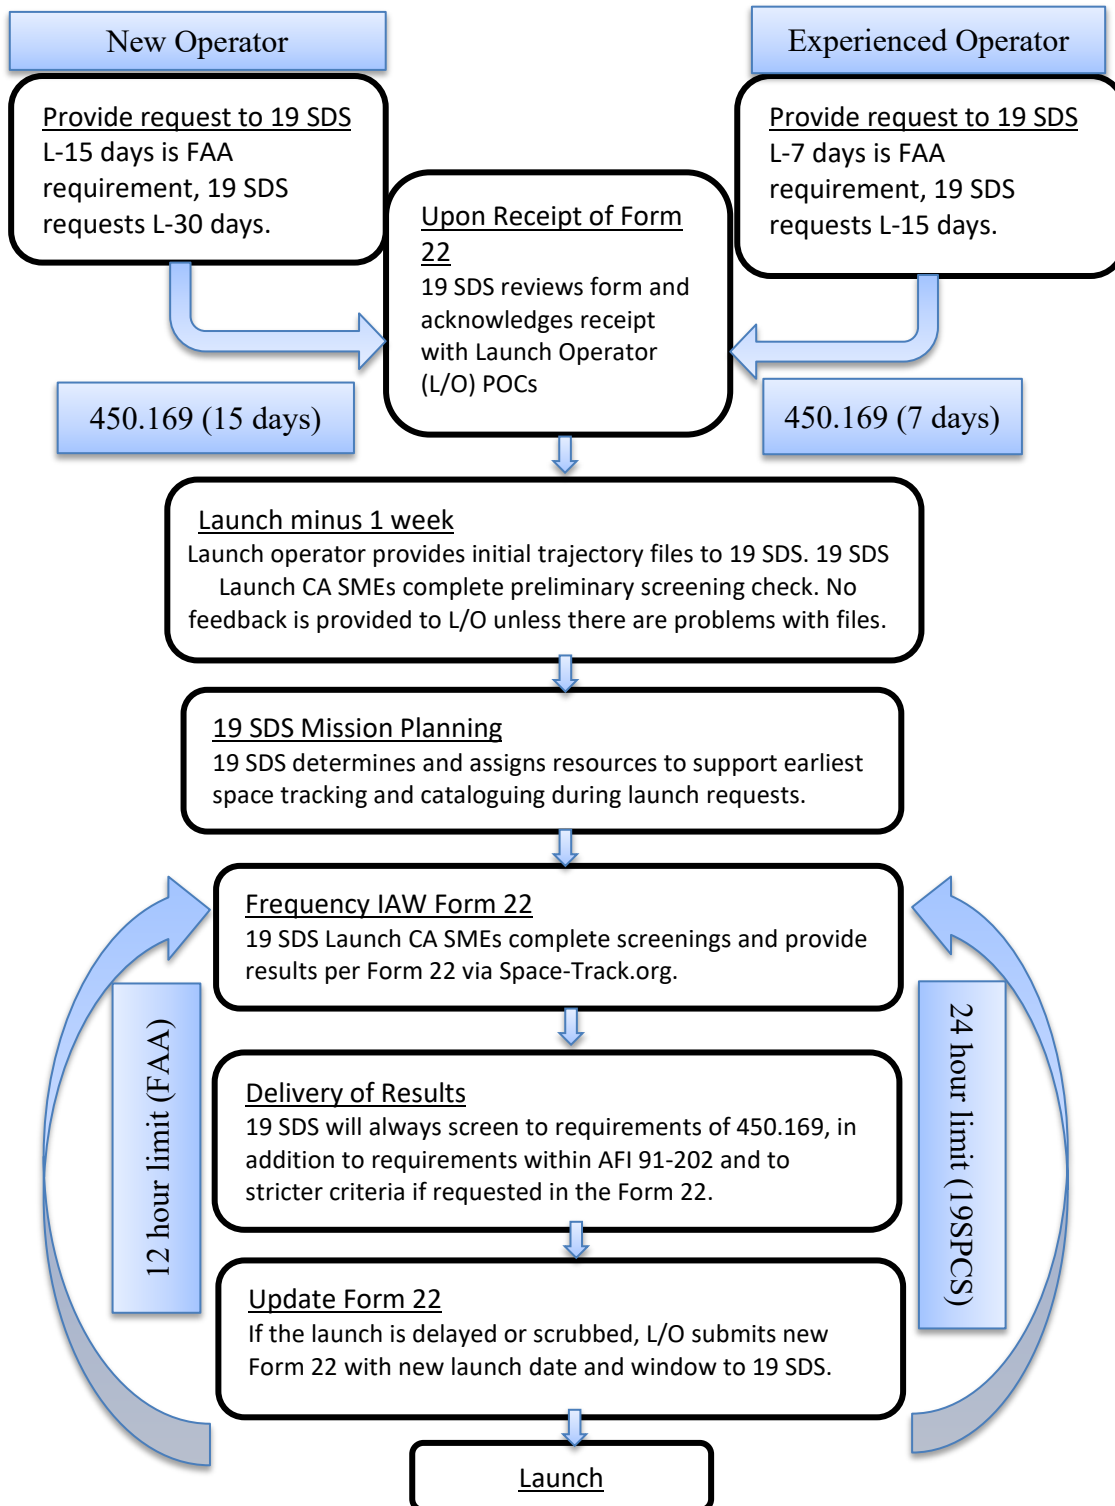 New Operator
Experienced Operator
Provide request to 19 SDS
L-15 days is FAA
requirement, 19 SDS
requests L-30 days.
Provide request to 19 SDS
L-7 days is FAA
requirement, 19 SDS
requests L-15 days.
Upon Receipt of Form
22
19 SDS reviews form and
acknowledges receipt
with Launch Operator
(L/O) POCs
450.169 (15 days)
450.169 (7 days)
Launch minus 1 week
Launch operator provides initial trajectory files to 19 SDS. 19 SDS
Launch CA SMEs complete preliminary screening check. No
feedback is provided to L/O unless there are problems with files.
19 SDS Mission Planning
19 SDS determines and assigns resources to support earliest
space tracking and cataloguing during launch requests.
Frequency IAW Form 22
19 SDS Launch CA SMEs complete screenings and provide
results per Form 22 via Space-Track.org.
12 hour limit (FAA)
24 hour limit (19SPCS)
Delivery of Results
19 SDS will always screen to requirements of 450.169, in
addition to requirements within AFI 91-202 and to
stricter criteria if requested in the Form 22.
Update Form 22
If the launch is delayed or scrubbed, L/O submits new
Form 22 with new launch date and window to 19 SDS.
Launch